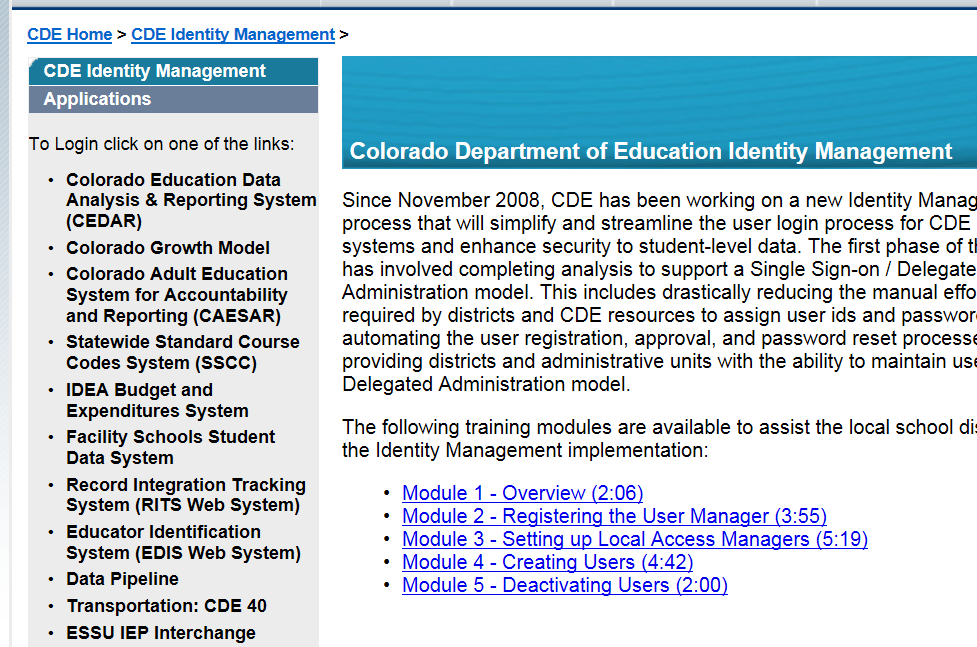 CDE Home > CDE Identity Management >
CDE Identity Management
Applications
To Login click on one of the links:
• Colorado Education Data
Analysis & Reporting System
(CEDAR)
• Colorado Growth Model
• Colorado Adult Education
System for Accountability
and Reporting (CAESAR)
• Statewide Standard Course
Codes System (SSCC)
• IDEA Budget and
Expenditures System
• Facility Schools Student
Data System
• Record Integration Tracking
System (RITS Web System)
• Educator Identification
System (EDIS Web System)
• Data Pipeline
• Transportation: CDE 40
• ESSU IEP Interchange
Colorado Department of Education Identity Management
Since November 2008, CDE has been working on a new Identity Manag
process that will simplify and streamline the user login process for CDE
systems and enhance security to student-level data. The first phase of th
has involved completing analysis to support a Single Sign-on / Delegate
Administration model. This includes drastically reducing the manual effo
required by districts and CDE resources to assign user ids and passwor
automating the user registration, approval, and password reset processe
providing districts and administrative units with the ability to maintain use
Delegated Administration model.
The following training modules are available to assist the local school dis
the Identity Management implementation:
• Module 1 - Overview (2:06)
• Module 2 - Registering the User Manager (3:55)
• Module 3 - Setting up Local Access Managers (5:19)
• Module 4 - Creating Users (4:42)
• Module 5 - Deactivating Users (2:00)